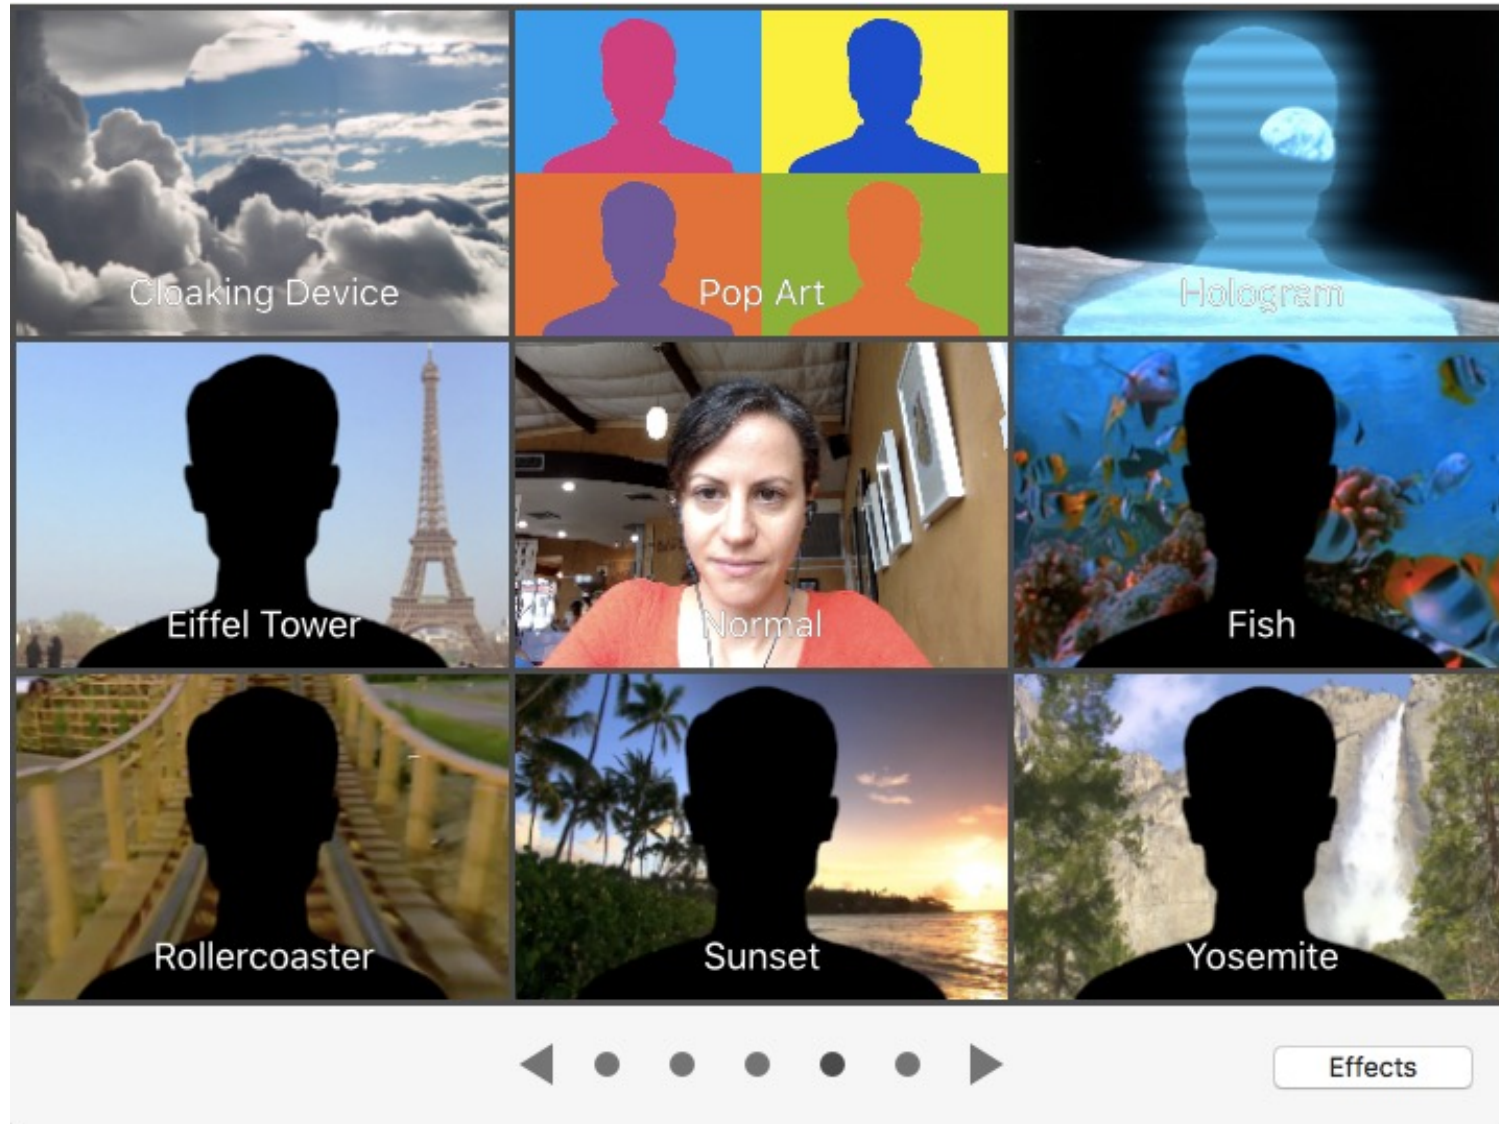 Cloaking Device
Pop Art
Hologram
Eiffel Tower
Normal
Fish
Rollercoaster
Sunset
Yosemite
Effects